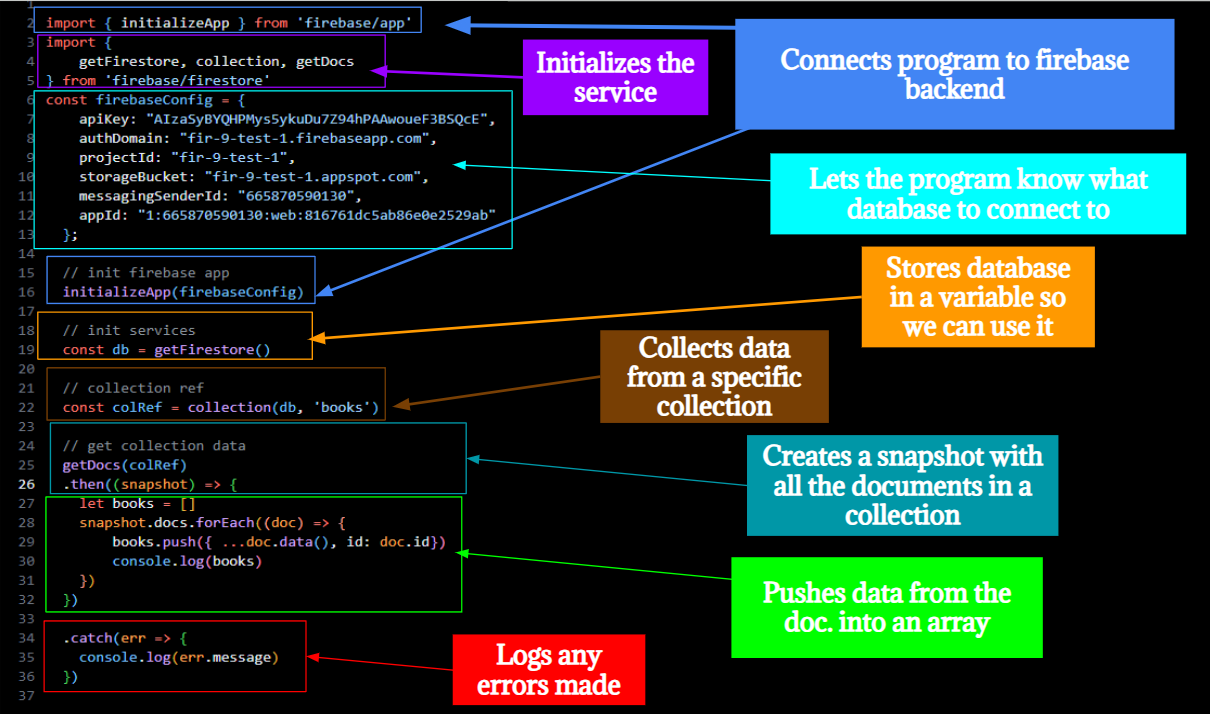 1
2 import { initializeApp } from 'firebase/app'
3 import {
4 getFirestore, collection, getDocs
5 } from 'firebase/firestore'
6 const firebaseConfig = {
7 apiKey: "AIzaSyBYQHPMys5ykuDu7Z94hPAAwoueF3BSQcE",
8 authDomain: "fir-9-test-1.firebaseapp.com",
9 projectId: "fir-9-test-1",
10 storageBucket: "fir-9-test-1.appspot.com",
11 messagingSenderId: "665870590130",
12 appId: "1:665870590130:web:816761dc5ab86e0e2529ab"
13 };
14
15 // init firebase app
16 initializeApp(firebaseConfig)
17
18 // init services
19 const db = getFirestore()
20
21 // collection ref
22 const colRef = collection(db, 'books')
23
24 // get collection data
25 getDocs(colRef)
26 .then((snapshot) => {
27 let books = []
28 snapshot.docs.forEach((doc) => {
29 books.push({ ...doc.data(), id: doc.id})
30 console.log(books)
31 })
32 })
33
34 .catch(err => {
35 console.log(err.message)
36 })
37
Connects program to firebase
backend
Initializes the
service
Lets the program know what
database to connect to
Stores database
in a variable so
we can use it
Collects data
from a specific
collection
Creates a snapshot with
all the documents in a
collection
Pushes data from the
doc. into an array
Logs any
errors made